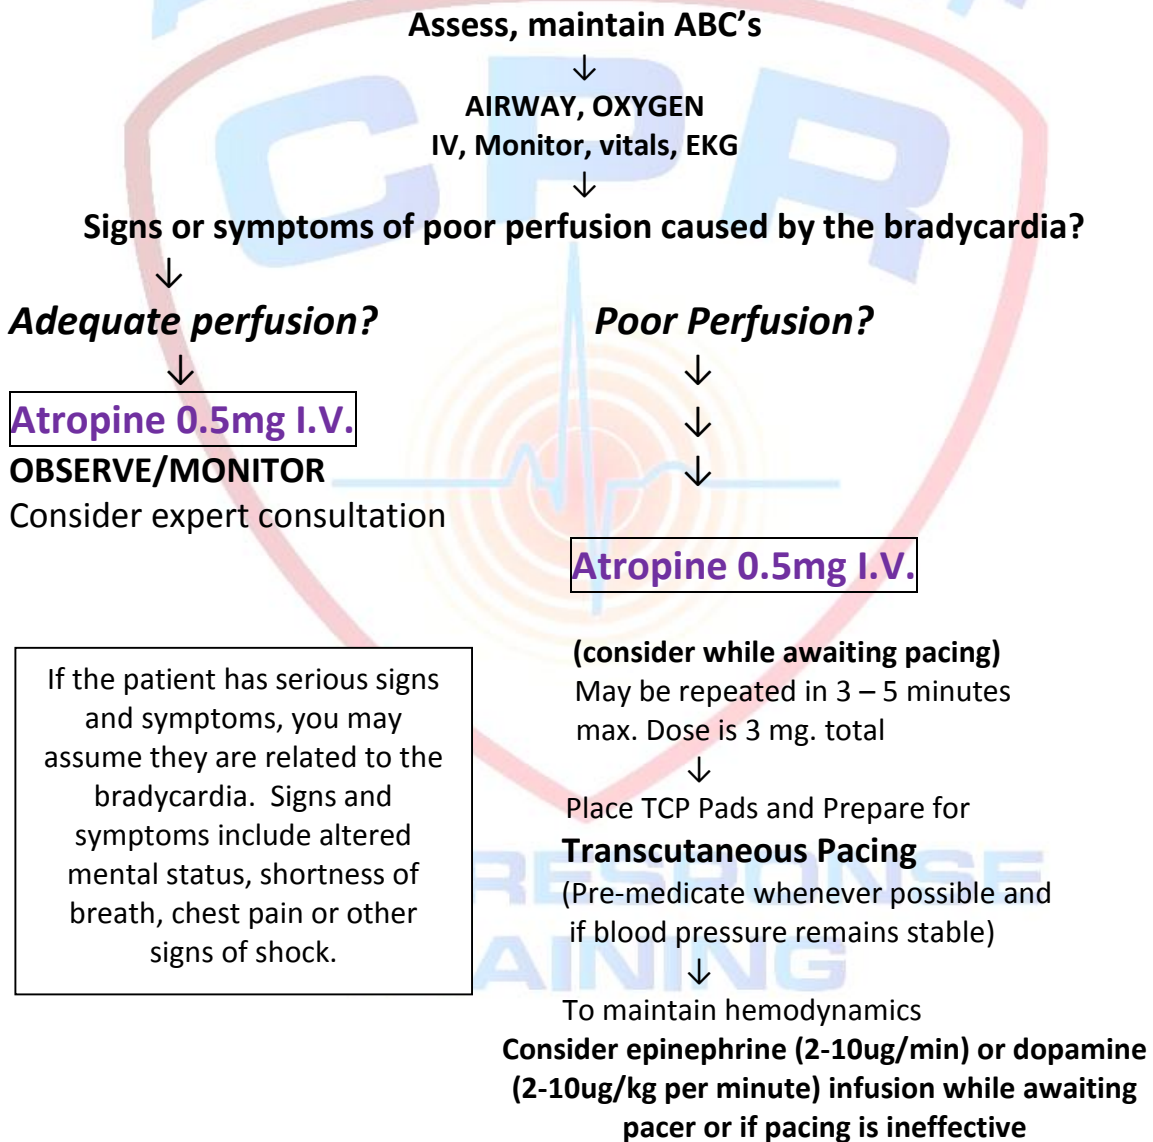 Assess, maintain ABC’s
↓
AIRWAY, OXYGEN
IV, Monitor, vitals, EKG
↓
Signs or symptoms of poor perfusion caused by the bradycardia?
↓
Adequate perfusion?
↓
Atropine 0.5mg I.V.
OBSERVE/MONITOR
Consider expert consultation
If the patient has serious signs
and symptoms, you may
assume they are related to the
bradycardia. Signs and
symptoms include altered
mental status, shortness of
breath, chest pain or other
signs of shock.
Poor Perfusion?
↓
↓
↓
Atropine 0.5mg I.V.
(consider while awaiting pacing)
May be repeated in 3 – 5 minutes
max. Dose is 3 mg. total
↓
Place TCP Pads and Prepare for
Transcutaneous Pacing
(Pre-medicate whenever possible and
if blood pressure remains stable)
↓
To maintain hemodynamics
Consider epinephrine (2-10ug/min) or dopamine
(2-10ug/kg per minute) infusion while awaiting
pacer or if pacing is ineffective
CPR
RESPONSE